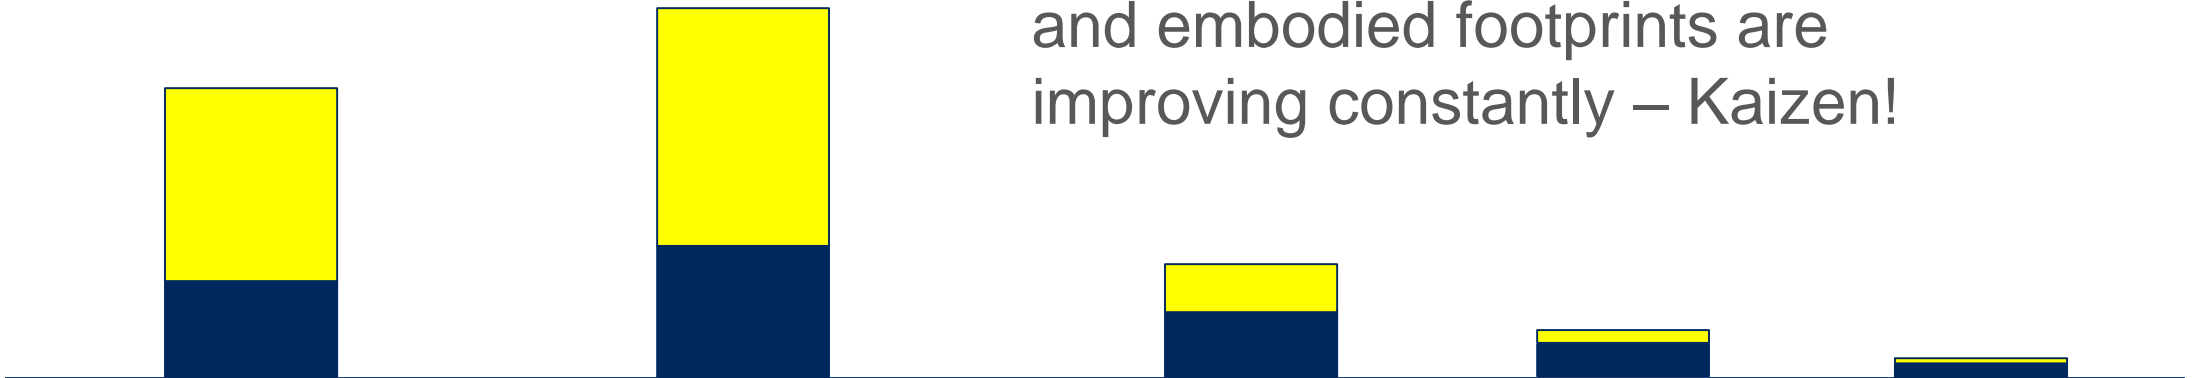 and embodied footprints are
improving constantly – Kaizen!